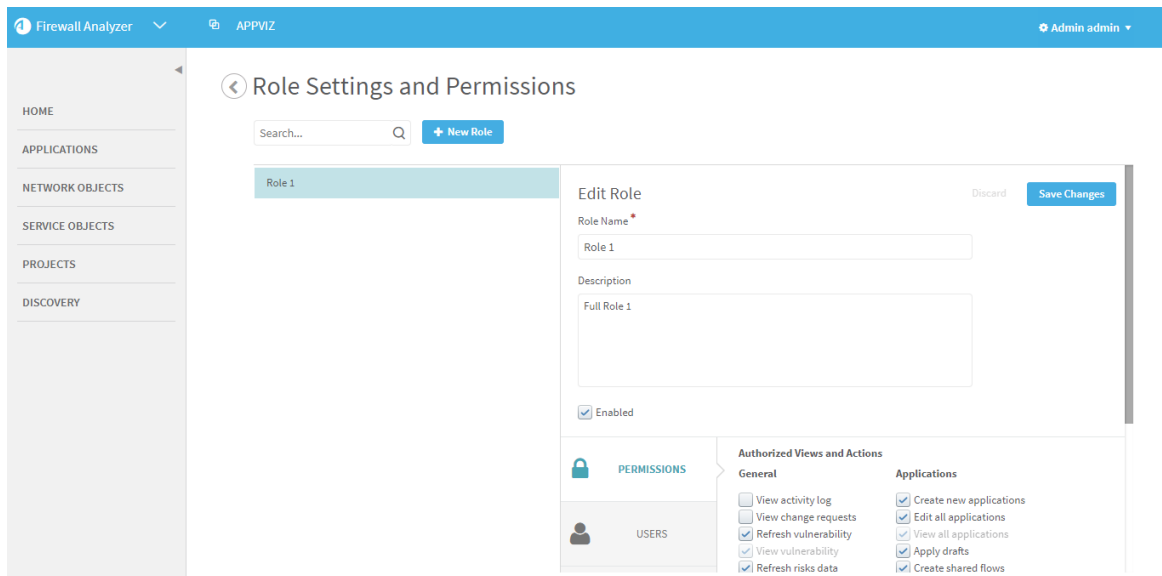 Firewall Analyzer
APPVIZ
Admin admin
HOME
APPLICATIONS
NETWORK OBJECTS
SERVICE OBJECTS
PROJECTS
DISCOVERY
Role Settings and Permissions
Search...
+ New Role
Role 1
Edit Role
Discard
Save Changes
Role Name *
Role 1
Description
Full Role 1
Enabled
PERMISSIONS
USERS
Authorized Views and Actions
General
View activity log
View change requests
Refresh vulnerability
View vulnerability
Refresh risks data
Applications
Create new applications
Edit all applications
View all applications
Apply drafts
Create shared flows